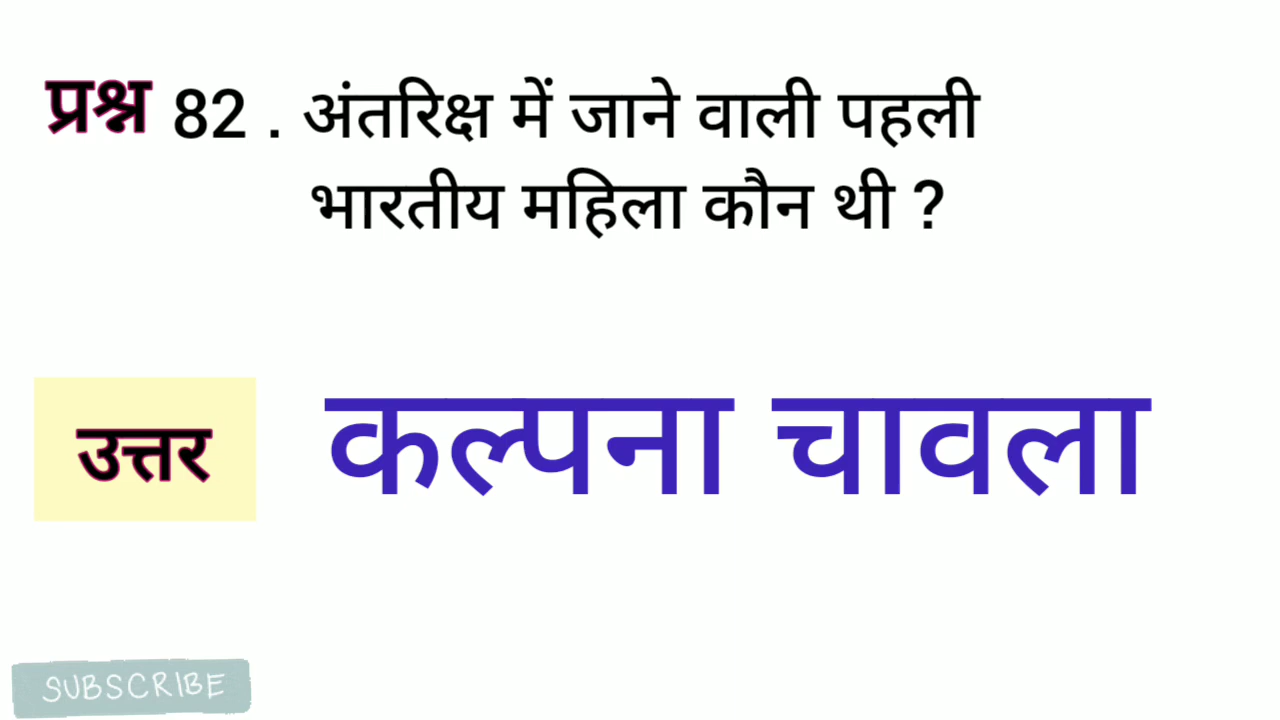 प्रश्न 82 . अंतरिक्ष में जाने वाली पहली
भारतीय महिला कौन थी ?
उत्तर कल्पना चावला
SUBSCRIBE